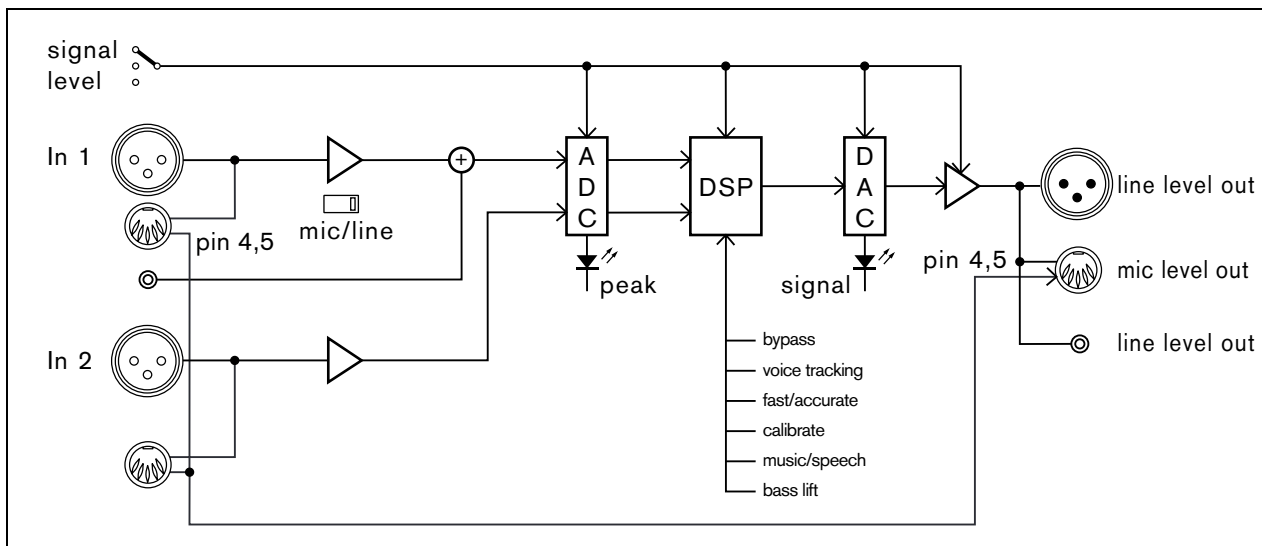 signal
level
In 1
pin 4,5
mic/line
+
A
D
C
peak
DSP
D
A
C
signal
pin 4,5
line level out
mic level out
line level out
In 2
bypass
voice tracking
fast/accurate
calibrate
music/speech
bass lift